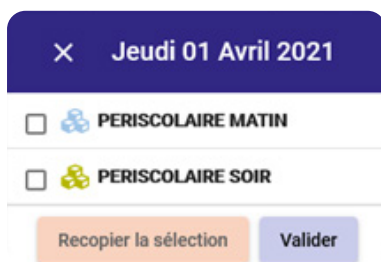 Jeudi 01 Avril 2021
PERISCOLAIRE MATIN
PERISCOLAIRE SOIR
Recopier la sélection Valider